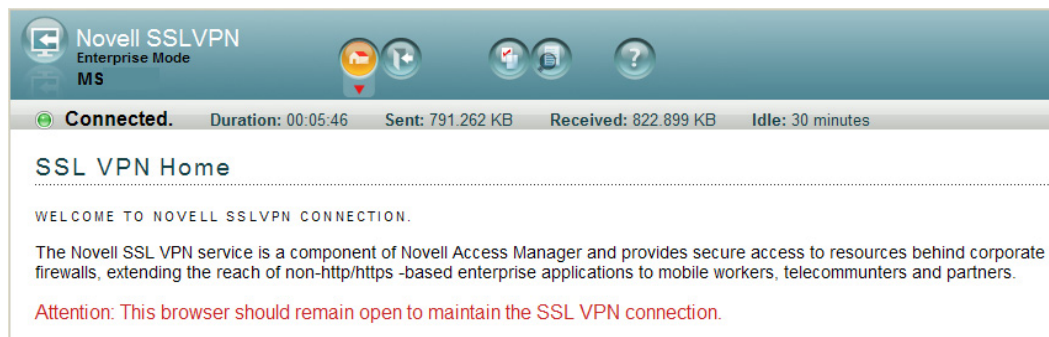 Novell SSLVPN
Enterprise Mode
MS
?
Connected. Duration: 00:05:46 Sent: 791.262 KB Received: 822.899 KB Idle: 30 minutes
SSL VPN Home
WELCOME TO NOVELL SSLVPN CONNECTION.
The Novell SSL VPN service is a component of Novell Access Manager and provides secure access to resources behind corporate
firewalls, extending the reach of non-http/https -based enterprise applications to mobile workers, telecommunters and partners.
Attention: This browser should remain open to maintain the SSL VPN connection.